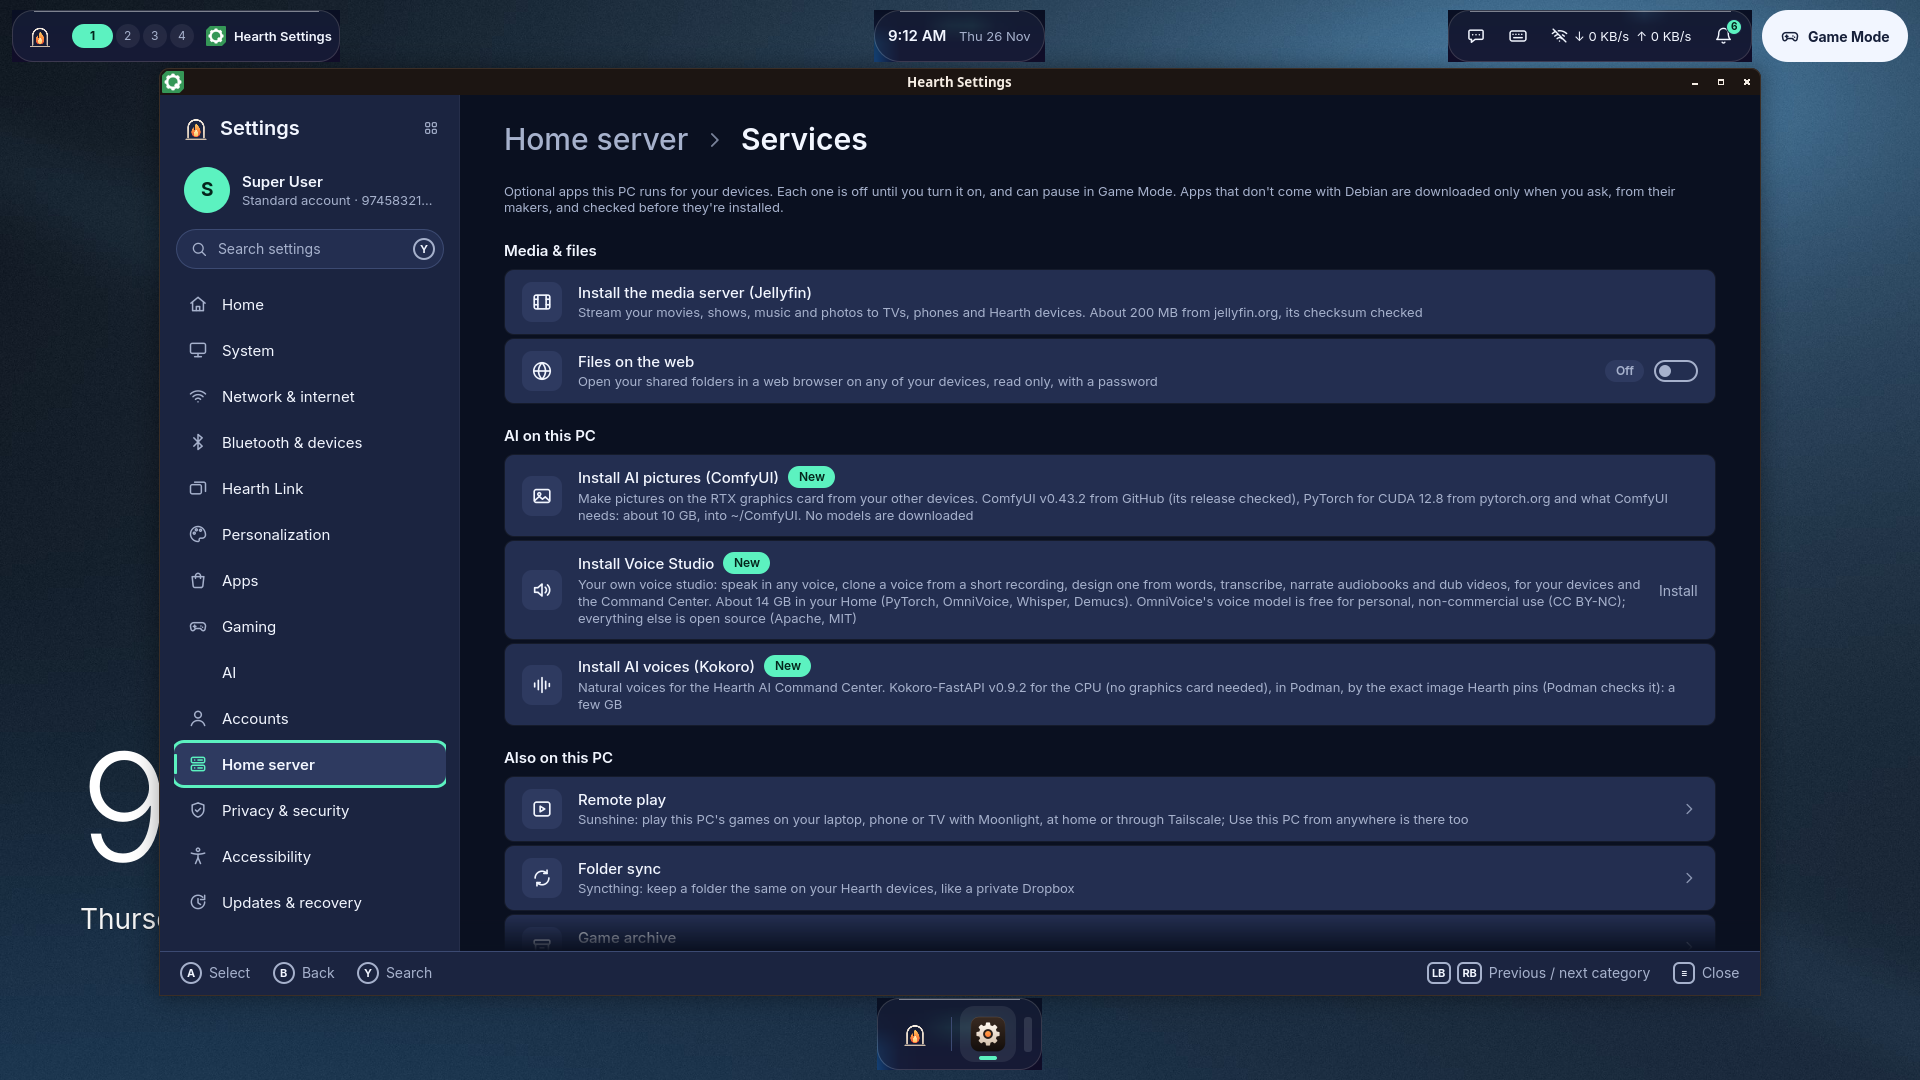 1 2 3 4 Hearth Settings
9:12 AM Thu 26 Nov
↓ 0 KB/s ↑ 0 KB/s 6
Game Mode
Hearth Settings
Settings
S
Super User
Standard account · 97458321...
Search settings Y
Home
System
Network & internet
Bluetooth & devices
Hearth Link
Personalization
Apps
Gaming
AI
Accounts
Home server
Privacy & security
Accessibility
Updates & recovery
Home server > Services
Optional apps this PC runs for your devices. Each one is off until you turn it on, and can pause in Game Mode. Apps that don't come with Debian are downloaded only when you ask, from their
makers, and checked before they're installed.
Media & files
Install the media server (Jellyfin)
Stream your movies, shows, music and photos to TVs, phones and Hearth devices. About 200 MB from jellyfin.org, its checksum checked
Files on the web
Open your shared folders in a web browser on any of your devices, read only, with a password
Off
AI on this PC
Install AI pictures (ComfyUI) New
Make pictures on the RTX graphics card from your other devices. ComfyUI v0.43.2 from GitHub (its release checked), PyTorch for CUDA 12.8 from pytorch.org and what ComfyUI
needs: about 10 GB, into ~/ComfyUI. No models are downloaded
Install Voice Studio New
Your own voice studio: speak in any voice, clone a voice from a short recording, design one from words, transcribe, narrate audiobooks and dub videos, for your devices and
the Command Center. About 14 GB in your Home (PyTorch, OmniVoice, Whisper, Demucs). OmniVoice's voice model is free for personal, non-commercial use (CC BY-NC);
everything else is open source (Apache, MIT)
Install
Install AI voices (Kokoro) New
Natural voices for the Hearth AI Command Center. Kokoro-FastAPI v0.9.2 for the CPU (no graphics card needed), in Podman, by the exact image Hearth pins (Podman checks it): a
few GB
Also on this PC
Remote play
Sunshine: play this PC's games on your laptop, phone or TV with Moonlight, at home or through Tailscale; Use this PC from anywhere is there too
Folder sync
Syncthing: keep a folder the same on your Hearth devices, like a private Dropbox
Game archive
9
Thurs
A Select B Back Y Search
LB RB Previous / next category ≡ Close